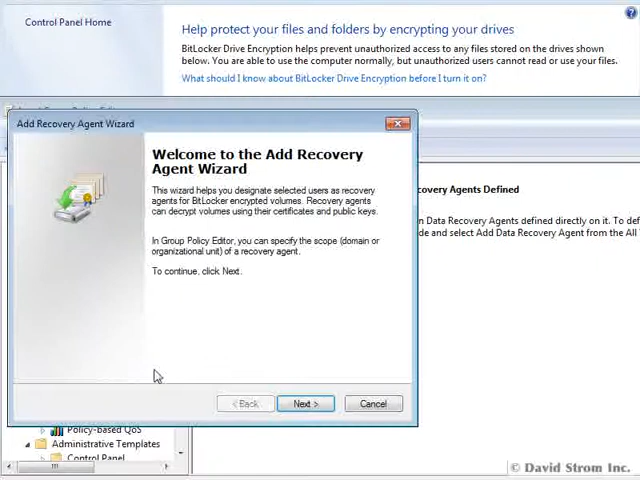 Control Panel Home
Help protect your files and folders by encrypting your drives
BitLocker Drive Encryption helps prevent unauthorized access to any files stored on the drives shown
below. You are able to use the computer normally, but unauthorized users cannot read or use your files.
What should I know about BitLocker Drive Encryption before I turn it on?
Add Recovery Agent Wizard
Welcome to the Add Recovery
Agent Wizard
This wizard helps you designate selected users as recovery
agents for BitLocker encrypted volumes. Recovery agents
can decrypt volumes using their certificates and public keys.
In Group Policy Editor, you can specify the scope (domain or
organizational unit) of a recovery agent.
To continue, click Next.
< Back
Next >
Cancel
covery Agents Defined
n Data Recovery Agents defined directly on it. To def
de and select Add Data Recovery Agent from the All
Policy-based QoS
Administrative Templates
Control Panel
© David Strom Inc.